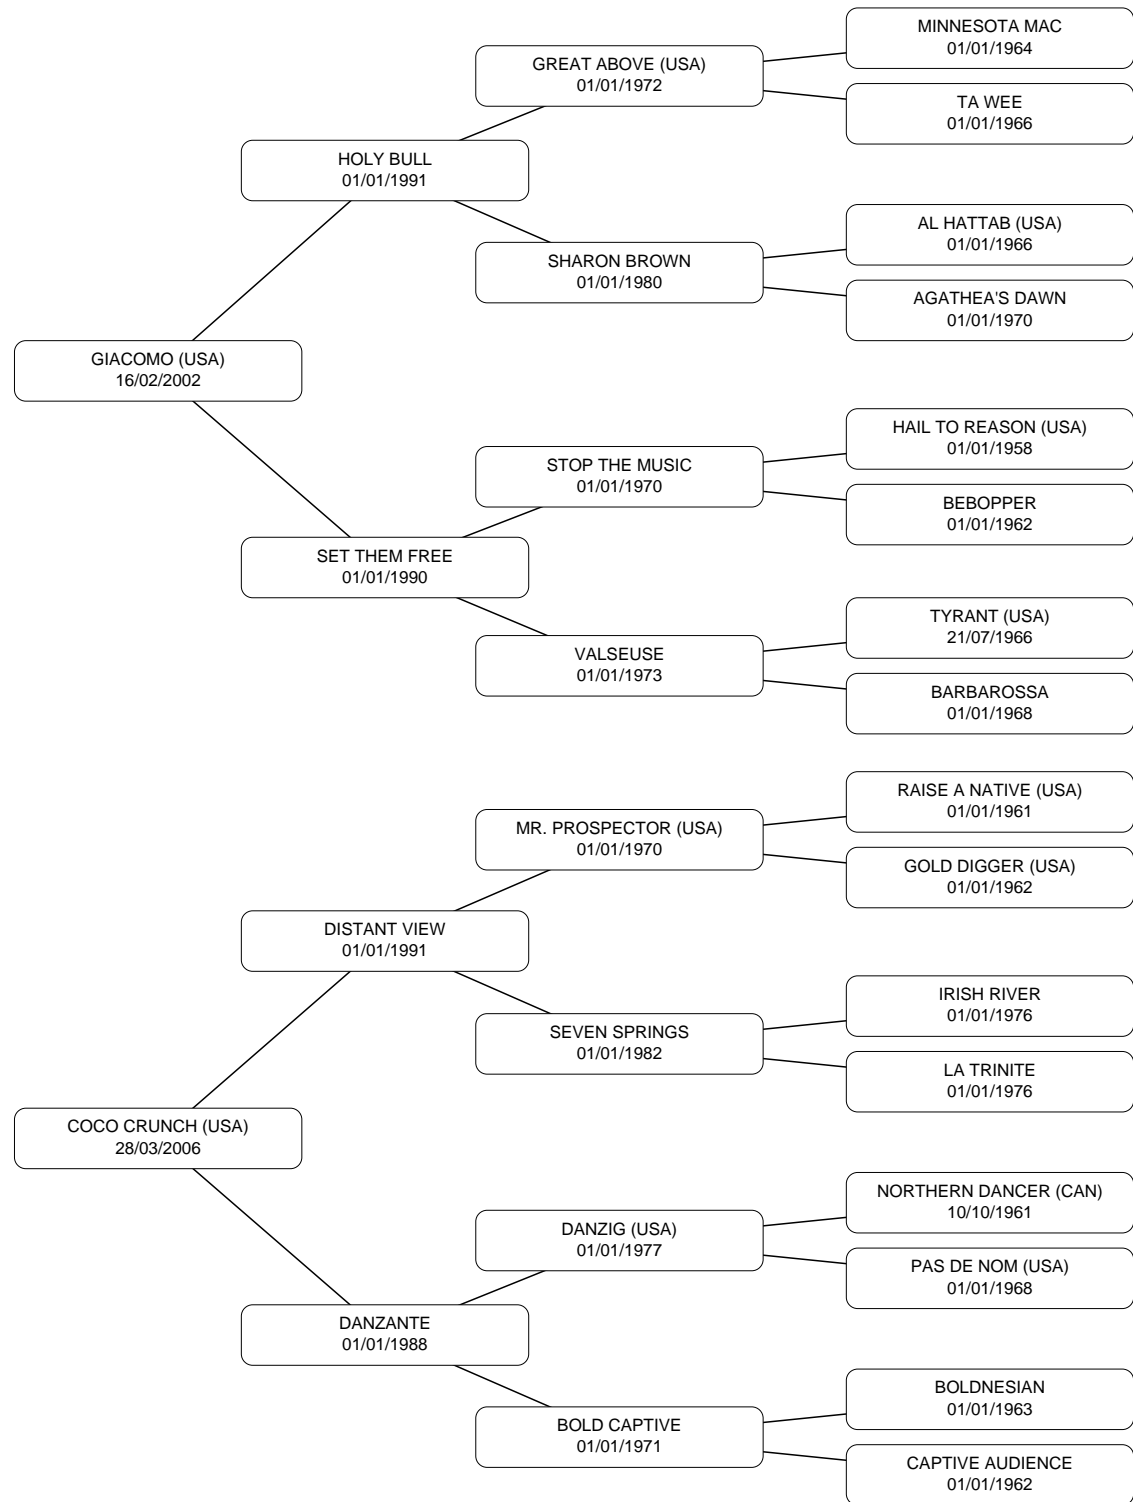 MINNESOTA MAC
01/01/1964
GREAT ABOVE (USA)
01/01/1972
TA WEE
01/01/1966
HOLY BULL
01/01/1991
AL HATTAB (USA)
01/01/1966
SHARON BROWN
01/01/1980
AGATHEA'S DAWN
01/01/1970
GIACOMO (USA)
16/02/2002
HAIL TO REASON (USA)
01/01/1958
STOP THE MUSIC
01/01/1970
BEBOPPER
01/01/1962
SET THEM FREE
01/01/1990
TYRANT (USA)
21/07/1966
VALSEUSE
01/01/1973
BARBAROSSA
01/01/1968
RAISE A NATIVE (USA)
01/01/1961
MR. PROSPECTOR (USA)
01/01/1970
GOLD DIGGER (USA)
01/01/1962
DISTANT VIEW
01/01/1991
IRISH RIVER
01/01/1976
SEVEN SPRINGS
01/01/1982
LA TRINITE
01/01/1976
COCO CRUNCH (USA)
28/03/2006
NORTHERN DANCER (CAN)
10/10/1961
DANZIG (USA)
01/01/1977
PAS DE NOM (USA)
01/01/1968
DANZANTE
01/01/1988
BOLDNESIAN
01/01/1963
BOLD CAPTIVE
01/01/1971
CAPTIVE AUDIENCE
01/01/1962